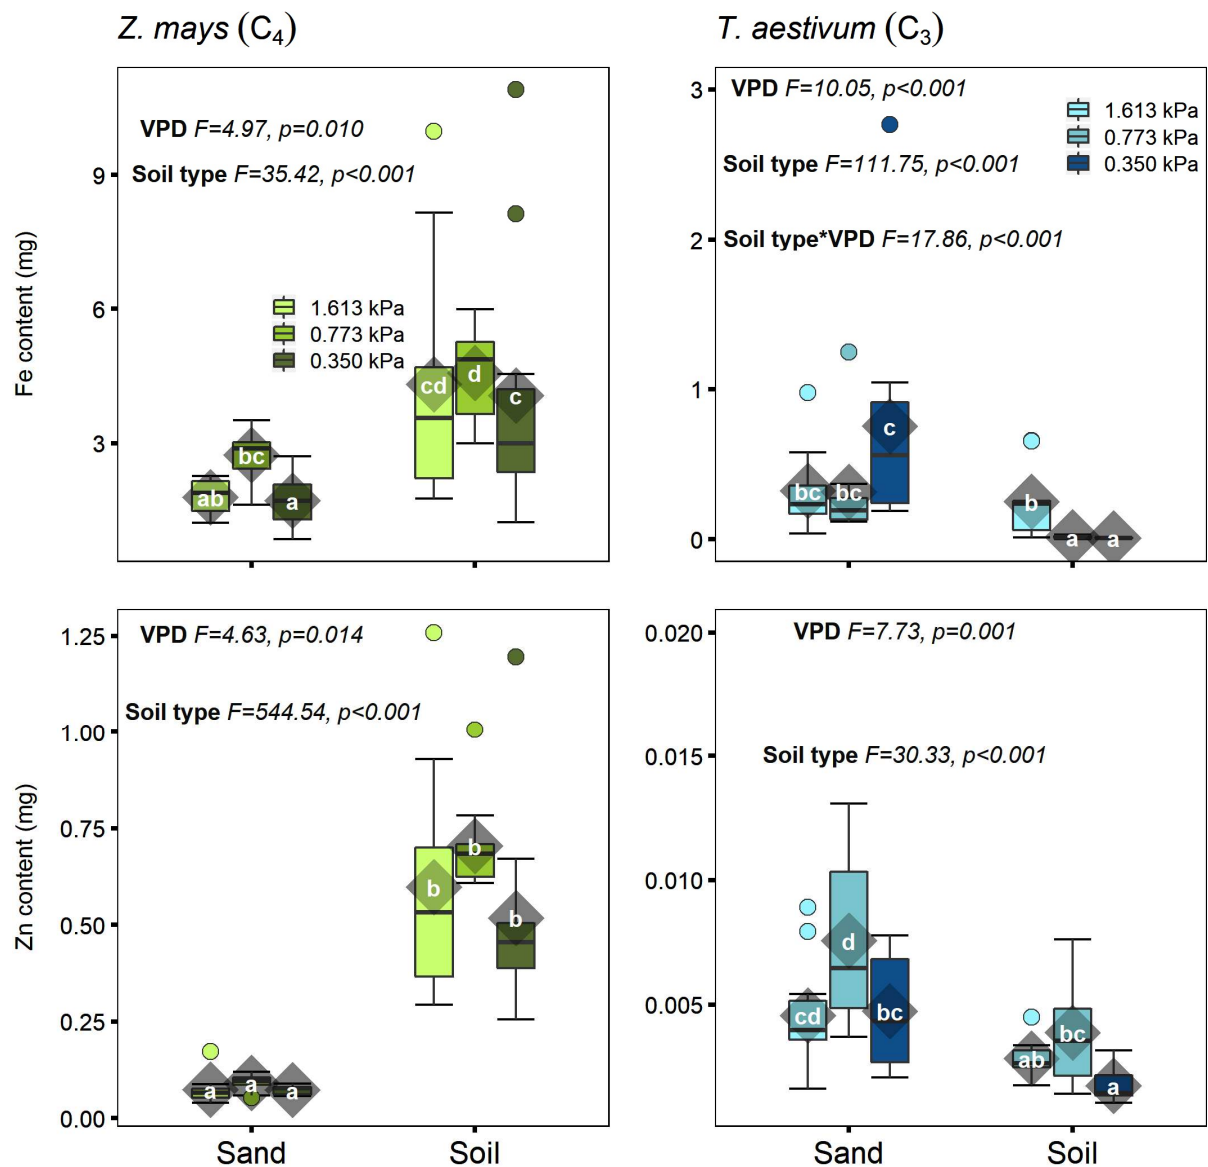 Z. mays (C4)
T. aestivum (C3)
Fe content (mg)
9
6
3
VPD F=4.97, p=0.010
Soil type F=35.42, p<0.001
1.613 kPa
0.773 kPa
0.350 kPa
ab
bc
a
cd
d
c
3
2
1
0
VPD F=10.05, p<0.001
1.613 kPa
0.773 kPa
0.350 kPa
Soil type F=111.75, p<0.001
Soil type*VPD F=17.86, p<0.001
bc
bc
c
b
a
a
Zn content (mg)
1.25
1.00
0.75
0.50
0.25
0.00
VPD F=4.63, p=0.014
Soil type F=544.54, p<0.001
a
a
a
b
b
b
Sand
Soil
0.020
0.015
0.010
0.005
VPD F=7.73, p=0.001
Soil type F=30.33, p<0.001
cd
d
bc
ab
bc
a
Sand
Soil